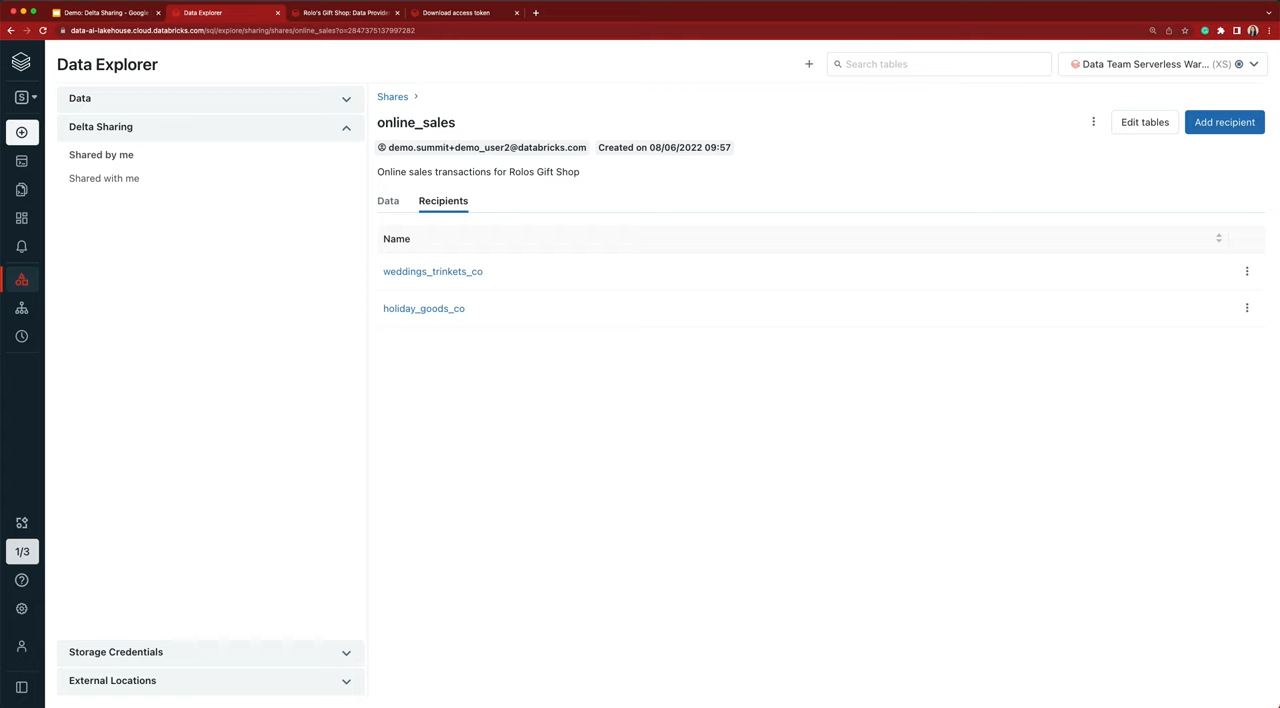 Demo: Delta Sharing - Google
Data Explorer
Rolo's Gift Shop: Data Provide
Download access token
data-ai-lakehouse.cloud.databricks.com/sql/explore/sharing/shares/online_sales?o=2847375137997282
Data Explorer
Search tables
Data Team Serverless War... (XS)
S
Data
Delta Sharing
Shared by me
Shared with me
Shares >
online_sales
Edit tables
Add recipient
demo.summit+demo_user2@databricks.com
Created on 08/06/2022 09:57
Online sales transactions for Rolos Gift Shop
Data
Recipients
Name
weddings_trinkets_co
holiday_goods_co
1/3
Storage Credentials
External Locations